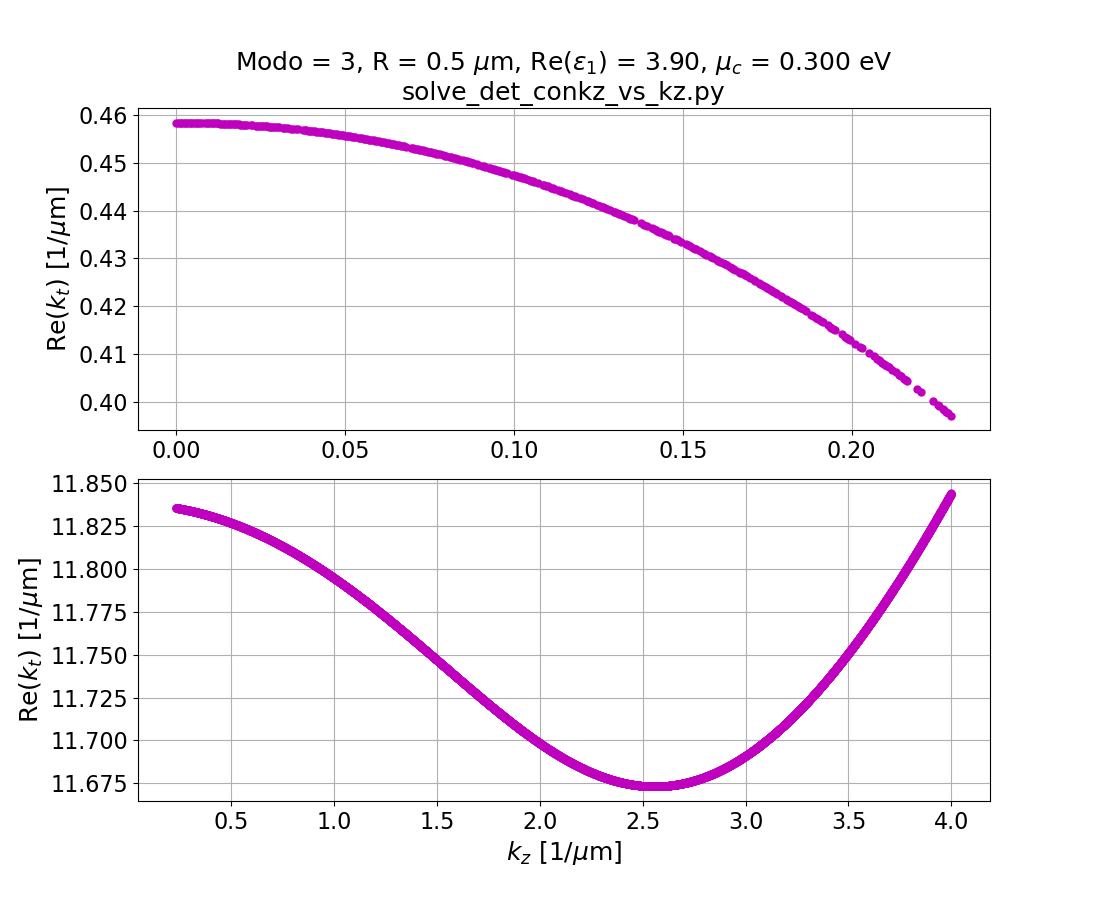 Modo = 3, R = 0.5 μm, Re(ε₁) = 3.90, μ_c = 0.300 eV
solve_det_conkz_vs_kz.py
Re(k_t) [1/μm]
0.46
0.45
0.44
0.43
0.42
0.41
0.40
0.00 0.05 0.10 0.15 0.20
Re(k_t) [1/μm]
11.850
11.825
11.800
11.775
11.750
11.725
11.700
11.675
0.5 1.0 1.5 2.0 2.5 3.0 3.5 4.0
k_z [1/μm]